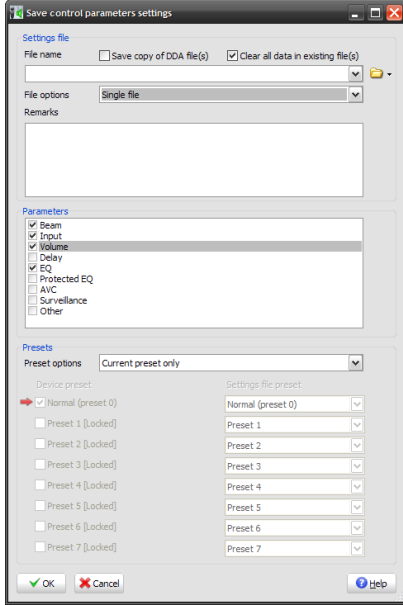 Save control parameters settings
Settings file
File name Save copy of DDA file(s) Clear all data in existing file(s)
File options Single file
Remarks
Parameters
Beam
Input
Volume
Delay
EQ
Protected EQ
AVC
Surveillance
Other
Presets
Preset options Current preset only
Device preset Settings file preset
Normal (preset 0) Normal (preset 0)
Preset 1 [Locked] Preset 1
Preset 2 [Locked] Preset 2
Preset 3 [Locked] Preset 3
Preset 4 [Locked] Preset 4
Preset 5 [Locked] Preset 5
Preset 6 [Locked] Preset 6
Preset 7 [Locked] Preset 7
OK Cancel Help